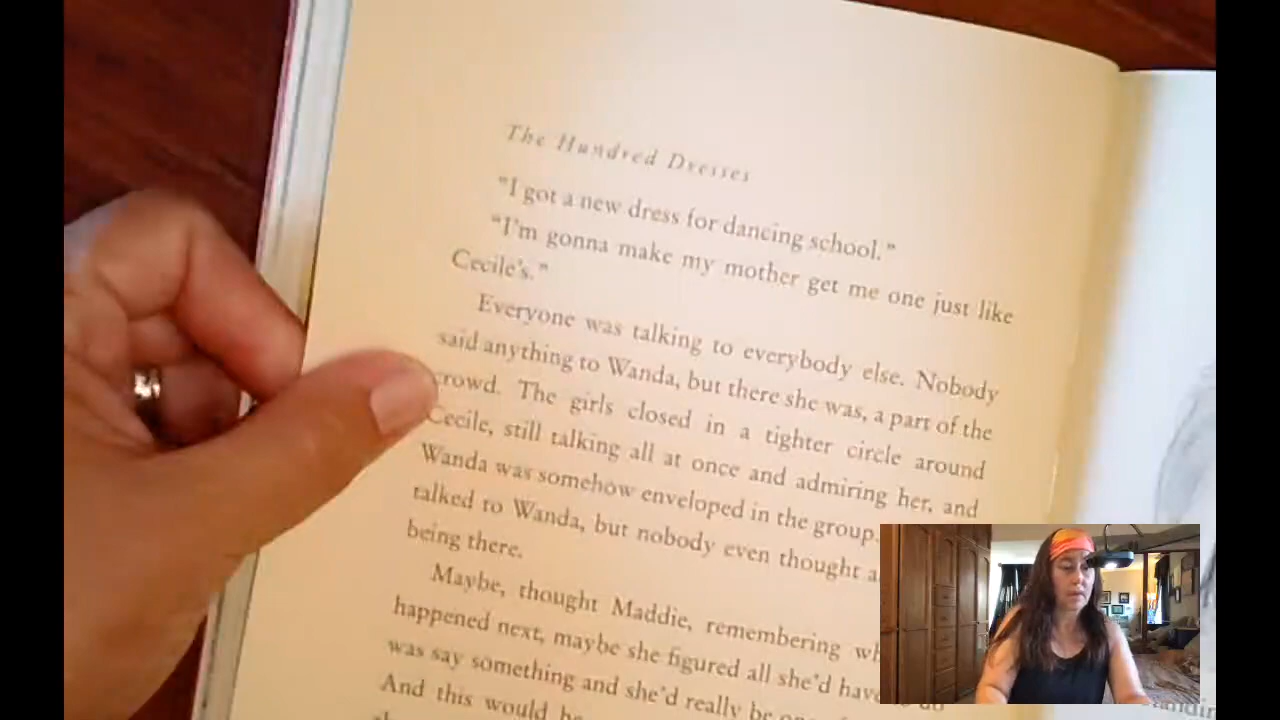 The Hundred Dresses
"I got a new dress for dancing school."
"I'm gonna make my mother get me one just like
Cecile's."
Everyone was talking to everybody else. Nobody
said anything to Wanda, but there she was, a part of the
crowd. The girls closed in a tighter circle around
Cecile, still talking all at once and admiring her, and
Wanda was somehow enveloped in the group.
talked to Wanda, but nobody even thought
being there.
Maybe, thought Maddie, remembering
happened next, maybe she figured all she'd have
was say something and she'd really be
And this would